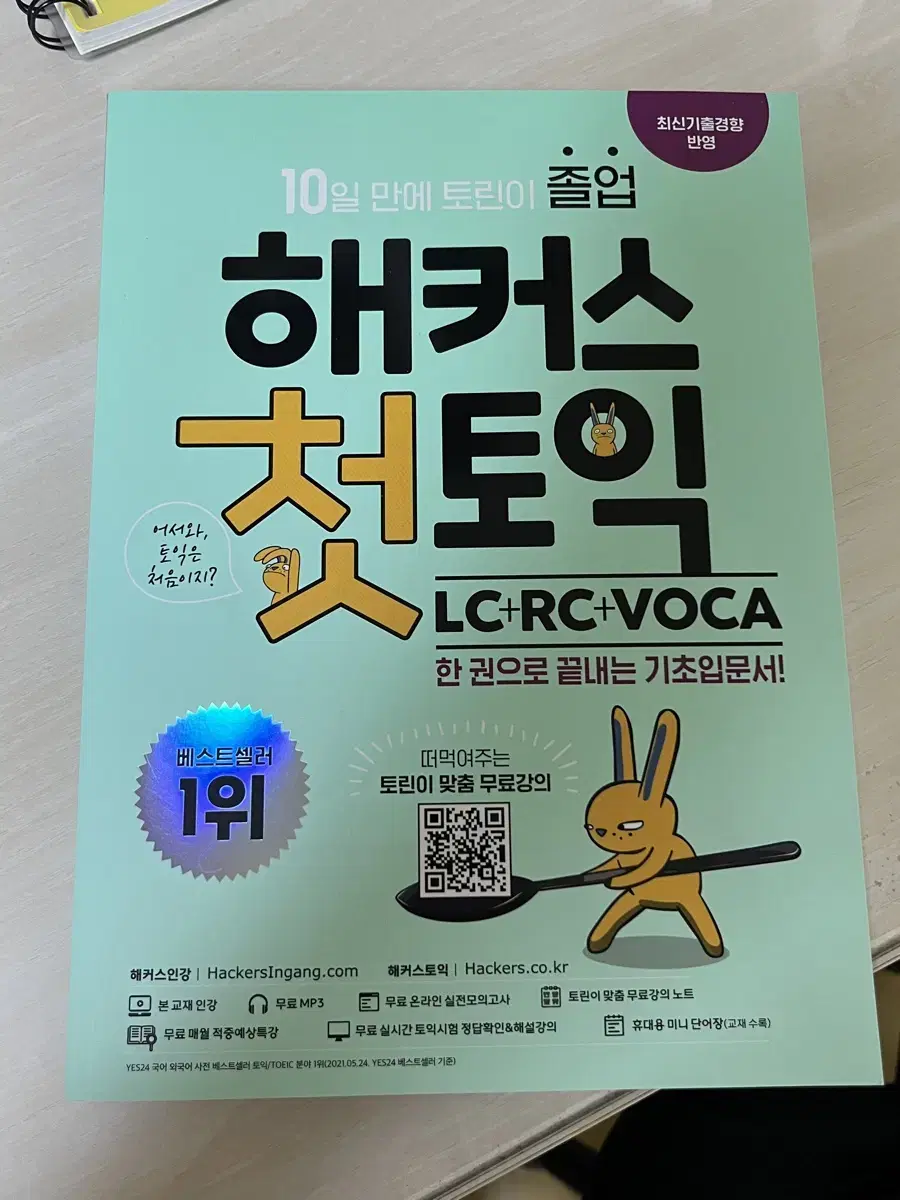 최신기출경향
반영
10일 만에 토린이 졸업
해커스
첫토익
어서와,
토익은
처음이지?
LC+RC+VOCA
한 권으로 끝내는 기초입문서!
베스트셀러
1위
떠먹여주는
토린이 맞춤 무료강의
해커스인강 | HackersIngang.com 해커스토익 | Hackers.co.kr
본 교재 인강 무료 MP3 무료 온라인 실전모의고사 토린이 맞춤 무료강의 노트
무료 매월 적중예상특강 무료 실시간 토익시험 정답확인&해설강의 휴대용 미니 단어장(교재 수록)
YES24 국어 외국어 사전 베스트셀러 토익/TOEIC 분야 1위(2021.05.24. YES24 베스트셀러 기준)